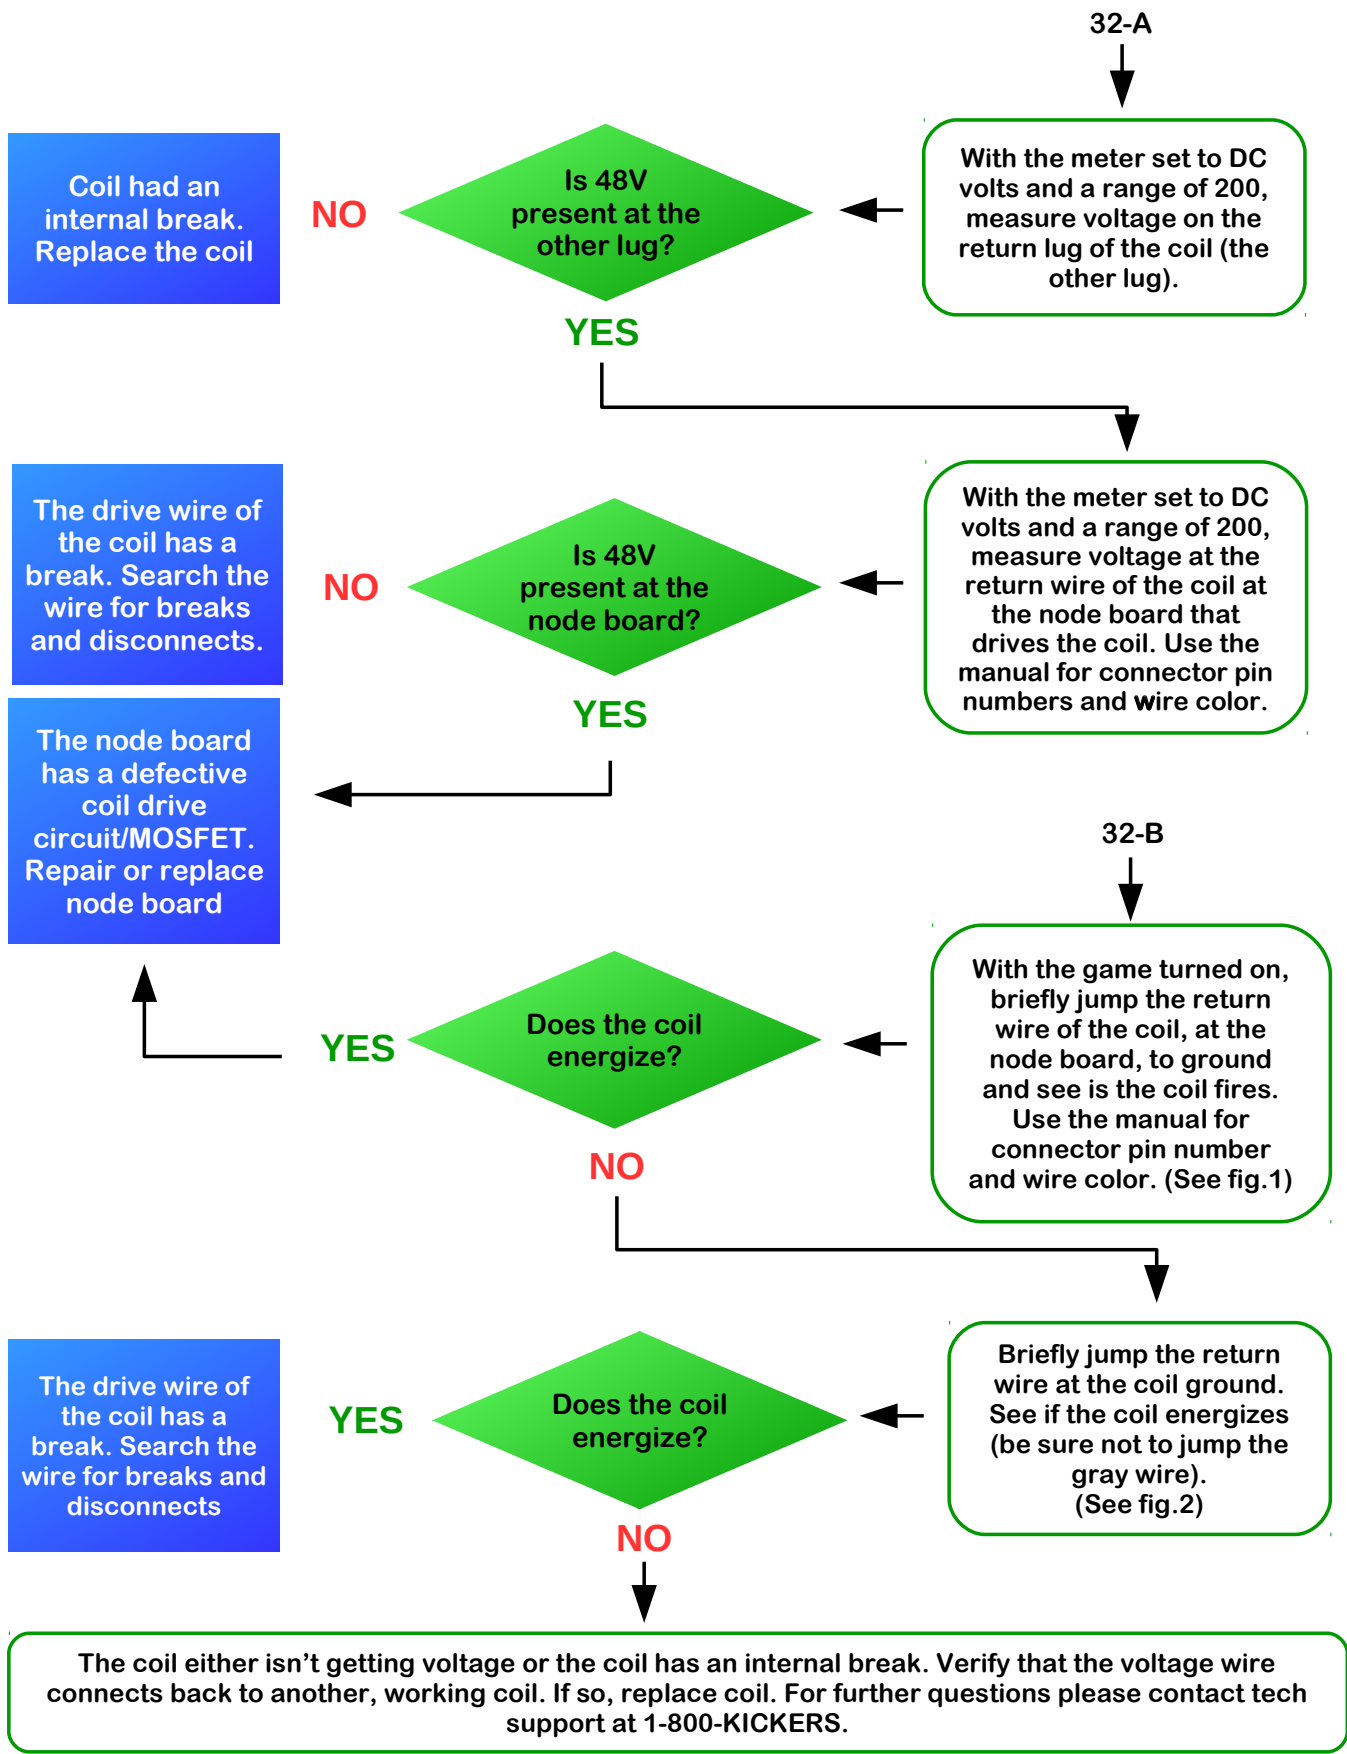 32-A
With the meter set to DC
volts and a range of 200,
measure voltage on the
return lug of the coil (the
other lug).
Is 48V
present at the
other lug?
NO
Coil had an
internal break.
Replace the coil
YES
With the meter set to DC
volts and a range of 200,
measure voltage at the
return wire of the coil at
the node board that
drives the coil. Use the
manual for connector pin
numbers and wire color.
Is 48V
present at the
node board?
NO
The drive wire of
the coil has a
break. Search the
wire for breaks
and disconnects.
YES
The node board
has a defective
coil drive
circuit/MOSFET.
Repair or replace
node board
32-B
With the game turned on,
briefly jump the return
wire of the coil, at the
node board, to ground
and see is the coil fires.
Use the manual for
connector pin number
and wire color. (See fig.1)
Does the coil
energize?
YES
NO
Briefly jump the return
wire at the coil ground.
See if the coil energizes
(be sure not to jump the
gray wire).
(See fig.2)
Does the coil
energize?
YES
The drive wire of
the coil has a
break. Search the
wire for breaks and
disconnects
NO
The coil either isn't getting voltage or the coil has an internal break. Verify that the voltage wire
connects back to another, working coil. If so, replace coil. For further questions please contact tech
support at 1-800-KICKERS.